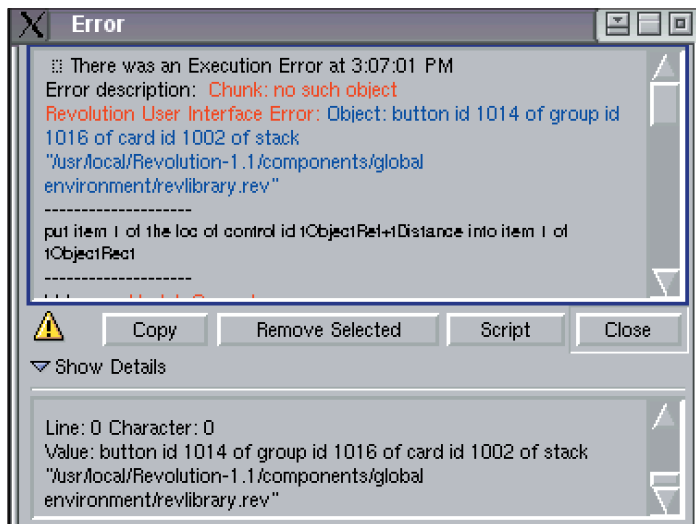 Error
There was an Execution Error at 3:07:01 PM
Error description: Chunk: no such object
Revolution User Interface Error: Object: button id 1014 of group id
1016 of card id 1002 of stack
"/usr/local/Revolution-1.1/components/global
environment/revlibrary.rev"
--------------------
put item 1 of the loc of control id tObjectRef+tDistance into item 1 of
tObjectRect
--------------------
Copy Remove Selected Script Close
Show Details
Line: 0 Character: 0
Value: button id 1014 of group id 1016 of card id 1002 of stack
"/usr/local/Revolution-1.1/components/global
environment/revlibrary.rev"